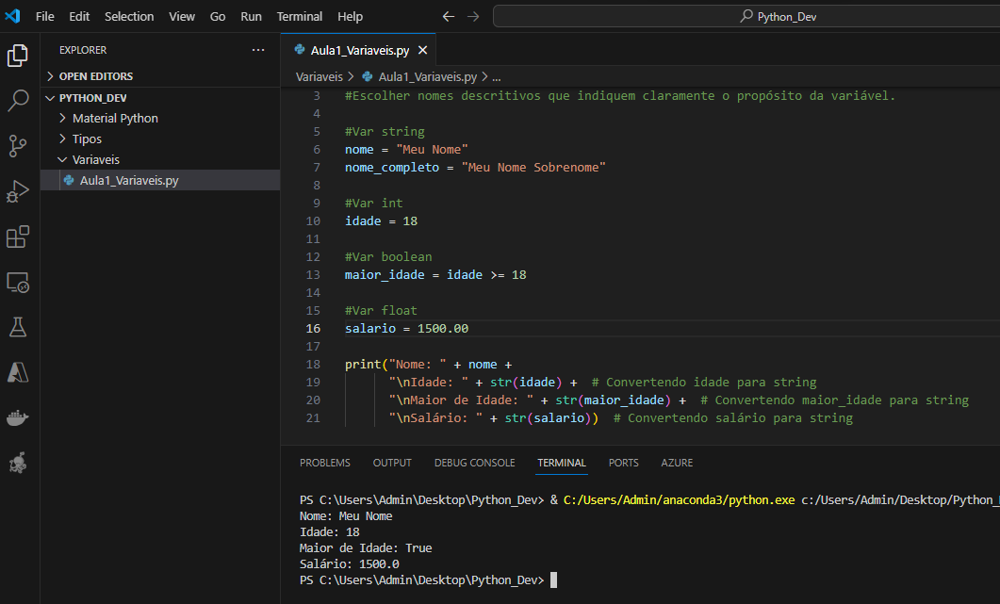 File Edit Selection View Go Run Terminal Help Python_Dev
EXPLORER ...
OPEN EDITORS
PYTHON_DEV
Material Python
Tipos
Variaveis
Aula1_Variaveis.py
Aula1_Variaveis.py
Variaveis > Aula1_Variaveis.py > ...
3 #Escolher nomes descritivos que indiquem claramente o propósito da variável.
4
5 #Var string
6 nome = "Meu Nome"
7 nome_completo = "Meu Nome Sobrenome"
8
9 #Var int
10 idade = 18
11
12 #Var boolean
13 maior_idade = idade >= 18
14
15 #Var float
16 salario = 1500.00
17
18 print("Nome: " + nome +
19 "\nIdade: " + str(idade) + # Convertendo idade para string
20 "\nMaior de Idade: " + str(maior_idade) + # Convertendo maior_idade para string
21 "\nSalário: " + str(salario)) # Convertendo salário para string
PROBLEMS OUTPUT DEBUG CONSOLE TERMINAL PORTS AZURE
PS C:\Users\Admin\Desktop\Python_Dev> & C:/Users/Admin/anaconda3/python.exe c:/Users/Admin/Desktop/Python_
Nome: Meu Nome
Idade: 18
Maior de Idade: True
Salário: 1500.0
PS C:\Users\Admin\Desktop\Python_Dev>